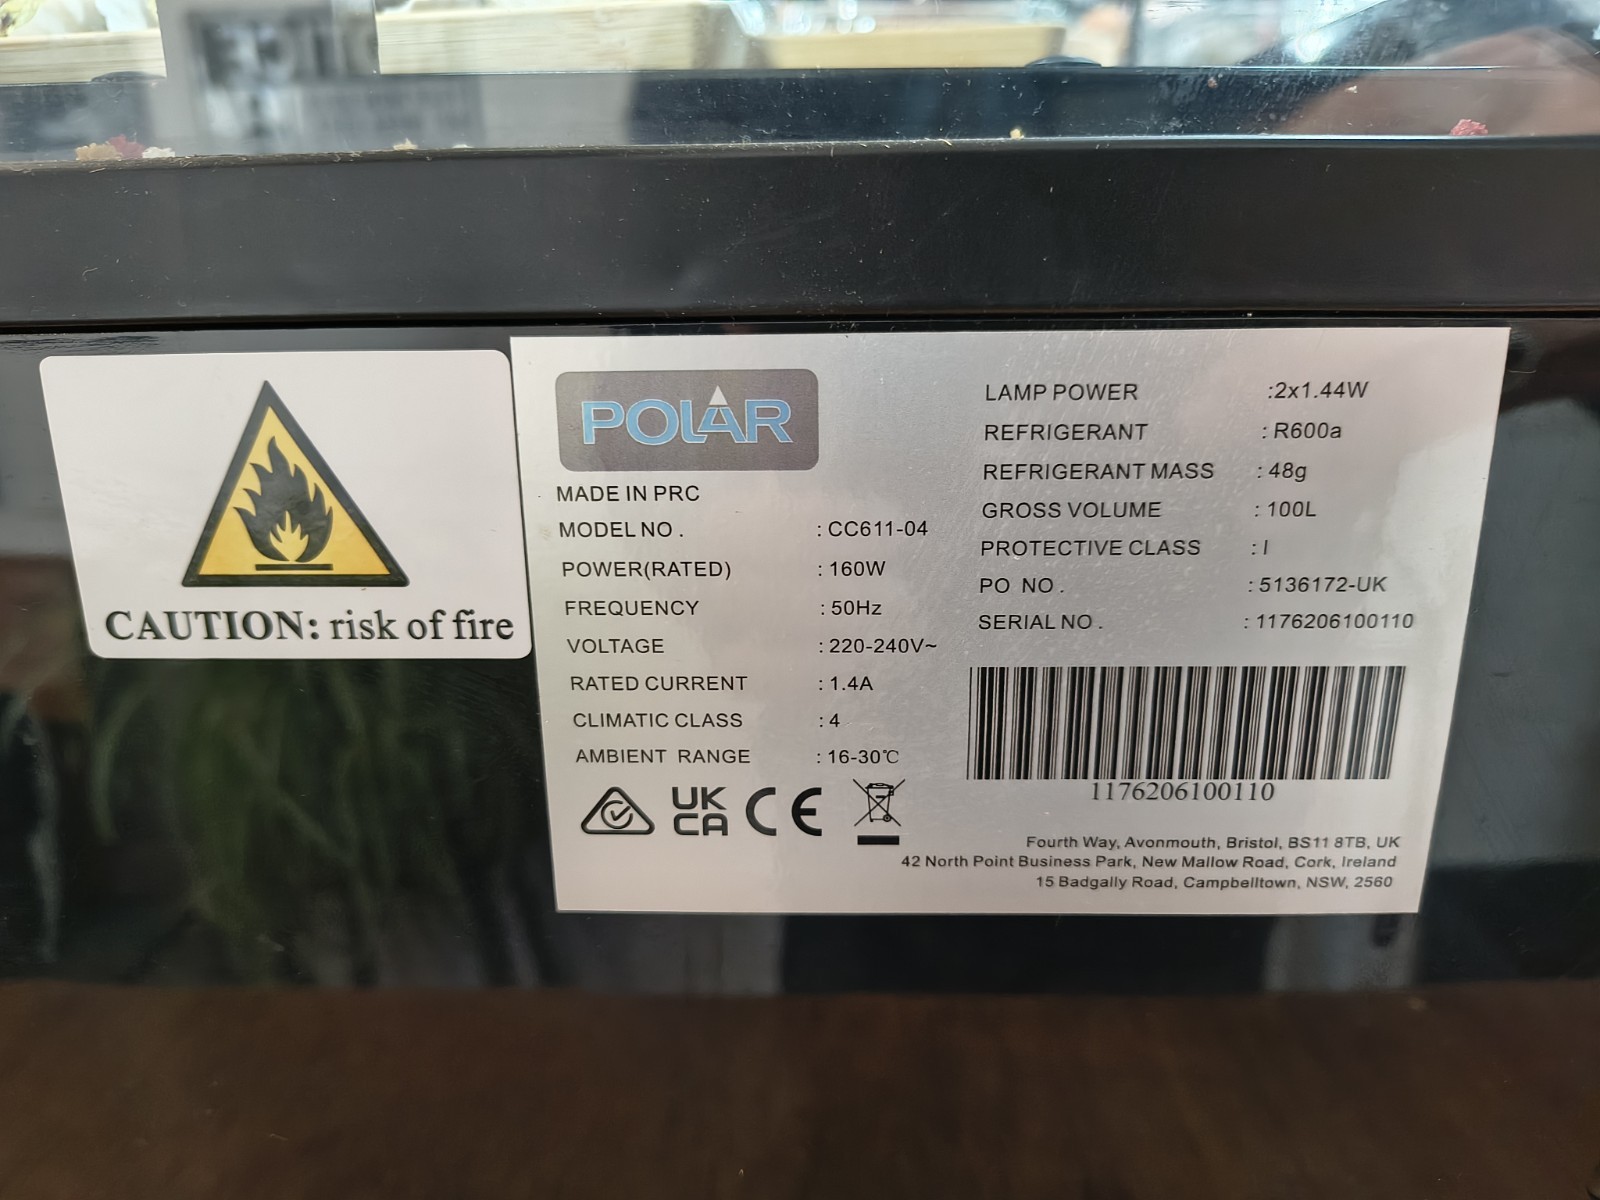 CAUTION: risk of fire
POLAR
MADE IN PRC
MODEL NO. : CC611-04
POWER(RATED) : 160W
FREQUENCY : 50Hz
VOLTAGE : 220-240V~
RATED CURRENT : 1.4A
CLIMATIC CLASS : 4
AMBIENT RANGE : 16-30℃
UK
CA
CE
LAMP POWER :2x1.44W
REFRIGERANT : R600a
REFRIGERANT MASS : 48g
GROSS VOLUME : 100L
PROTECTIVE CLASS : I
PO NO. : 5136172-UK
SERIAL NO. : 1176206100110
1176206100110
Fourth Way, Avonmouth, Bristol, BS11 8TB, UK
42 North Point Business Park, New Mallow Road, Cork, Ireland
15 Badgally Road, Campbelltown, NSW, 2560